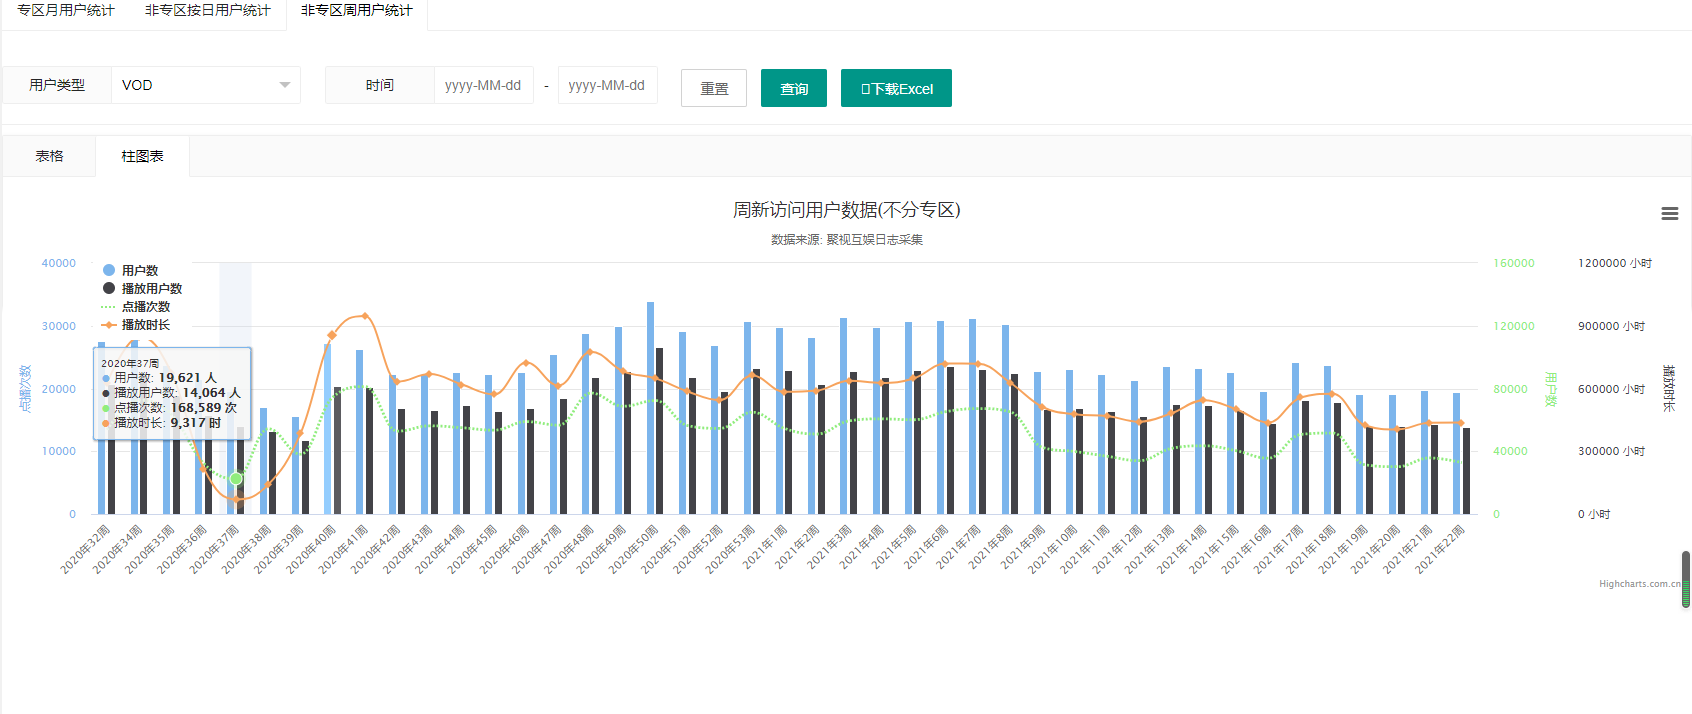 专区月用户统计 非专区按日用户统计 非专区周用户统计
用户类型 VOD 时间 yyyy-MM-dd - yyyy-MM-dd 重置 查询 下载Excel
表格 柱图表
周新访问用户数据(不分专区)
数据来源: 聚视互娱日志采集
用户数
播放用户数
点播次数
播放时长
2020年37周
用户数: 19,621 人
播放用户数: 14,064 人
点播次数: 168,589 次
播放时长: 9,317 时
点播次数
40000
30000
20000
10000
0
160000
120000
80000
40000
0
用户数
1200000 小时
900000 小时
600000 小时
300000 小时
0 小时
播放时长
2020年32周
2020年34周
2020年35周
2020年36周
2020年37周
2020年38周
2020年39周
2020年40周
2020年41周
2020年42周
2020年43周
2020年44周
2020年45周
2020年46周
2020年47周
2020年48周
2020年49周
2020年50周
2020年51周
2020年52周
2020年53周
2021年1周
2021年2周
2021年3周
2021年4周
2021年5周
2021年6周
2021年7周
2021年8周
2021年9周
2021年10周
2021年11周
2021年12周
2021年13周
2021年14周
2021年15周
2021年16周
2021年17周
2021年18周
2021年19周
2021年20周
2021年21周
2021年22周
Highcharts.com.cn